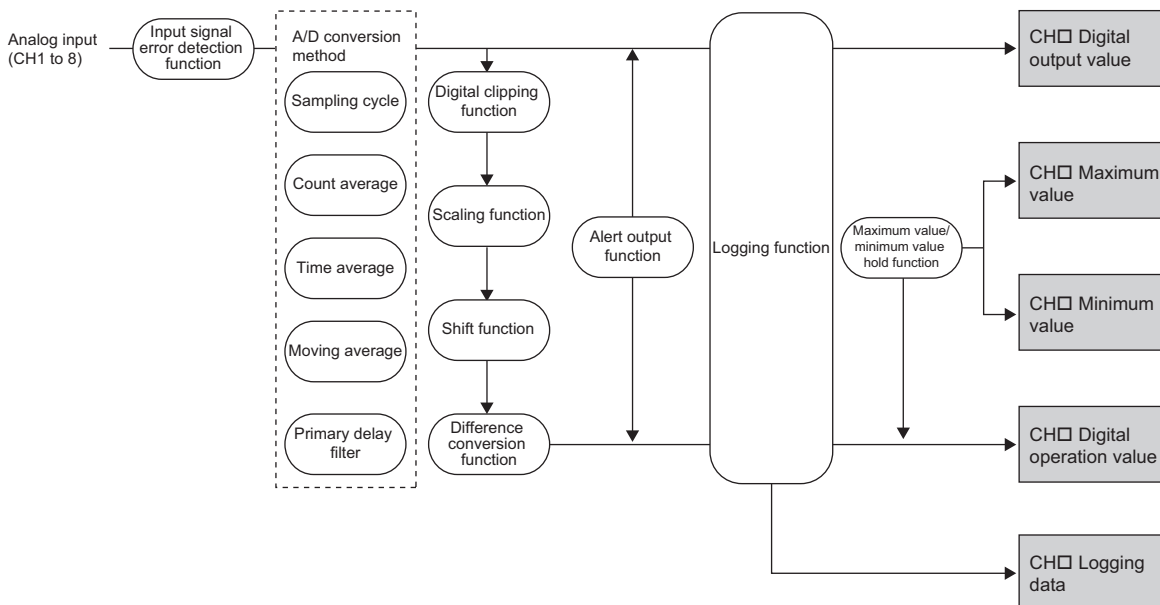 Analog input
(CH1 to 8)
Input signal
error detection
function
A/D conversion
method
Sampling cycle
Count average
Time average
Moving average
Primary delay
filter
Digital clipping
function
Scaling function
Shift function
Difference
conversion
function
Alert output
function
Logging function
Maximum value/
minimum value
hold function
CH□ Digital
output value
CH□ Maximum
value
CH□ Minimum
value
CH□ Digital
operation value
CH□ Logging
data